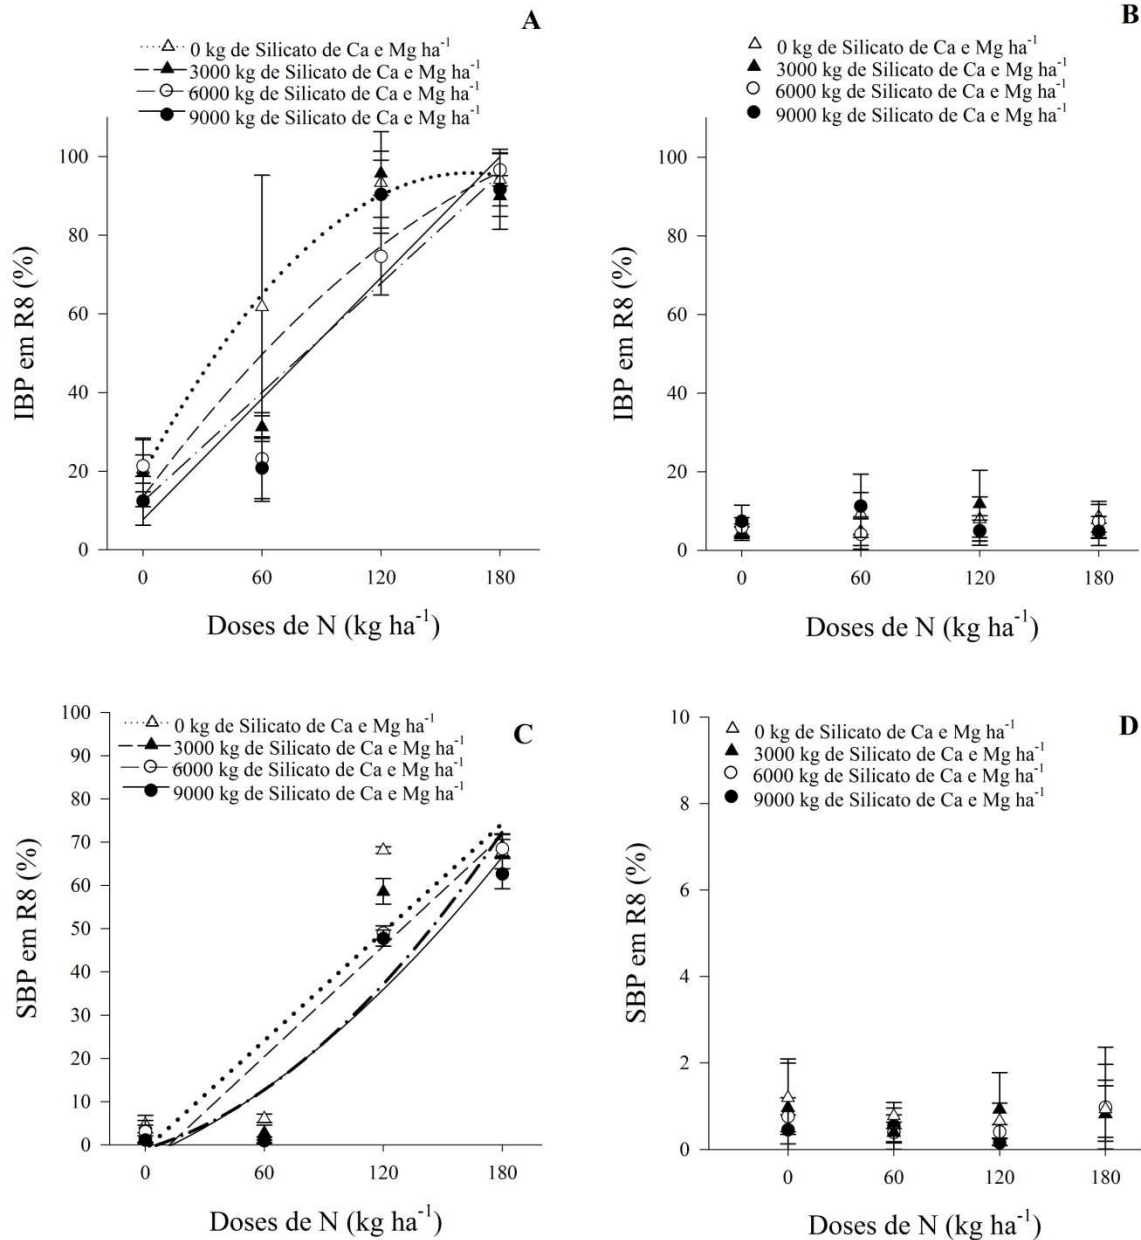 A
0 kg de Silicato de Ca e Mg ha⁻¹
3000 kg de Silicato de Ca e Mg ha⁻¹
6000 kg de Silicato de Ca e Mg ha⁻¹
9000 kg de Silicato de Ca e Mg ha⁻¹
IBP em R8 (%)
100
80
60
40
20
0
0 60 120 180
Doses de N (kg ha⁻¹)
B
0 kg de Silicato de Ca e Mg ha⁻¹
3000 kg de Silicato de Ca e Mg ha⁻¹
6000 kg de Silicato de Ca e Mg ha⁻¹
9000 kg de Silicato de Ca e Mg ha⁻¹
IBP em R8 (%)
100
80
60
40
20
0
0 60 120 180
Doses de N (kg ha⁻¹)
C
0 kg de Silicato de Ca e Mg ha⁻¹
3000 kg de Silicato de Ca e Mg ha⁻¹
6000 kg de Silicato de Ca e Mg ha⁻¹
9000 kg de Silicato de Ca e Mg ha⁻¹
SBP em R8 (%)
100
90
80
70
60
50
40
30
20
10
0
0 60 120 180
Doses de N (kg ha⁻¹)
D
0 kg de Silicato de Ca e Mg ha⁻¹
3000 kg de Silicato de Ca e Mg ha⁻¹
6000 kg de Silicato de Ca e Mg ha⁻¹
9000 kg de Silicato de Ca e Mg ha⁻¹
SBP em R8 (%)
10
8
6
4
2
0
0 60 120 180
Doses de N (kg ha⁻¹)